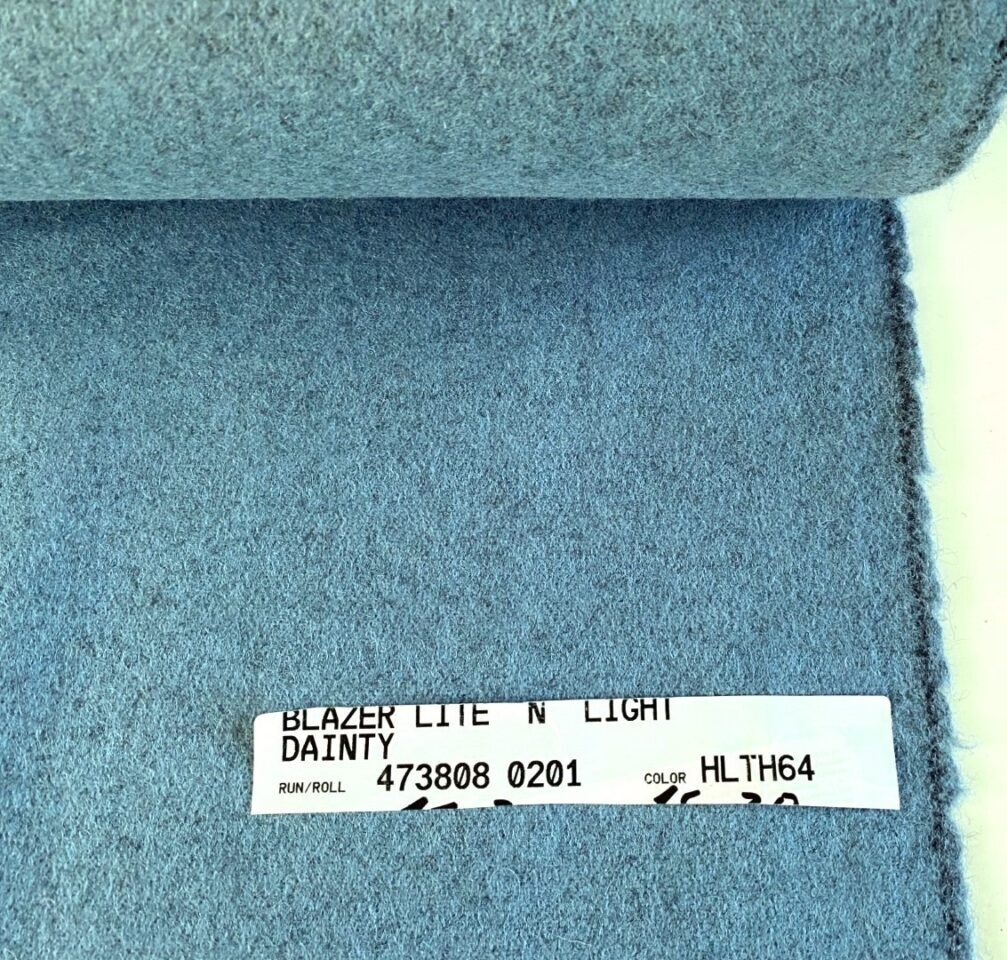 BLAZER LITE N LIGHT
DAINTY
RUN/ROLL 473808 0201 COLOR HLTH64